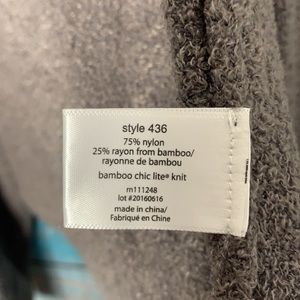 style 436
75% nylon
25% rayon from bamboo/
rayonne de bambou
bamboo chic lite® knit
rn111248
lot #20160616
made in china/
Fabriqué en Chine